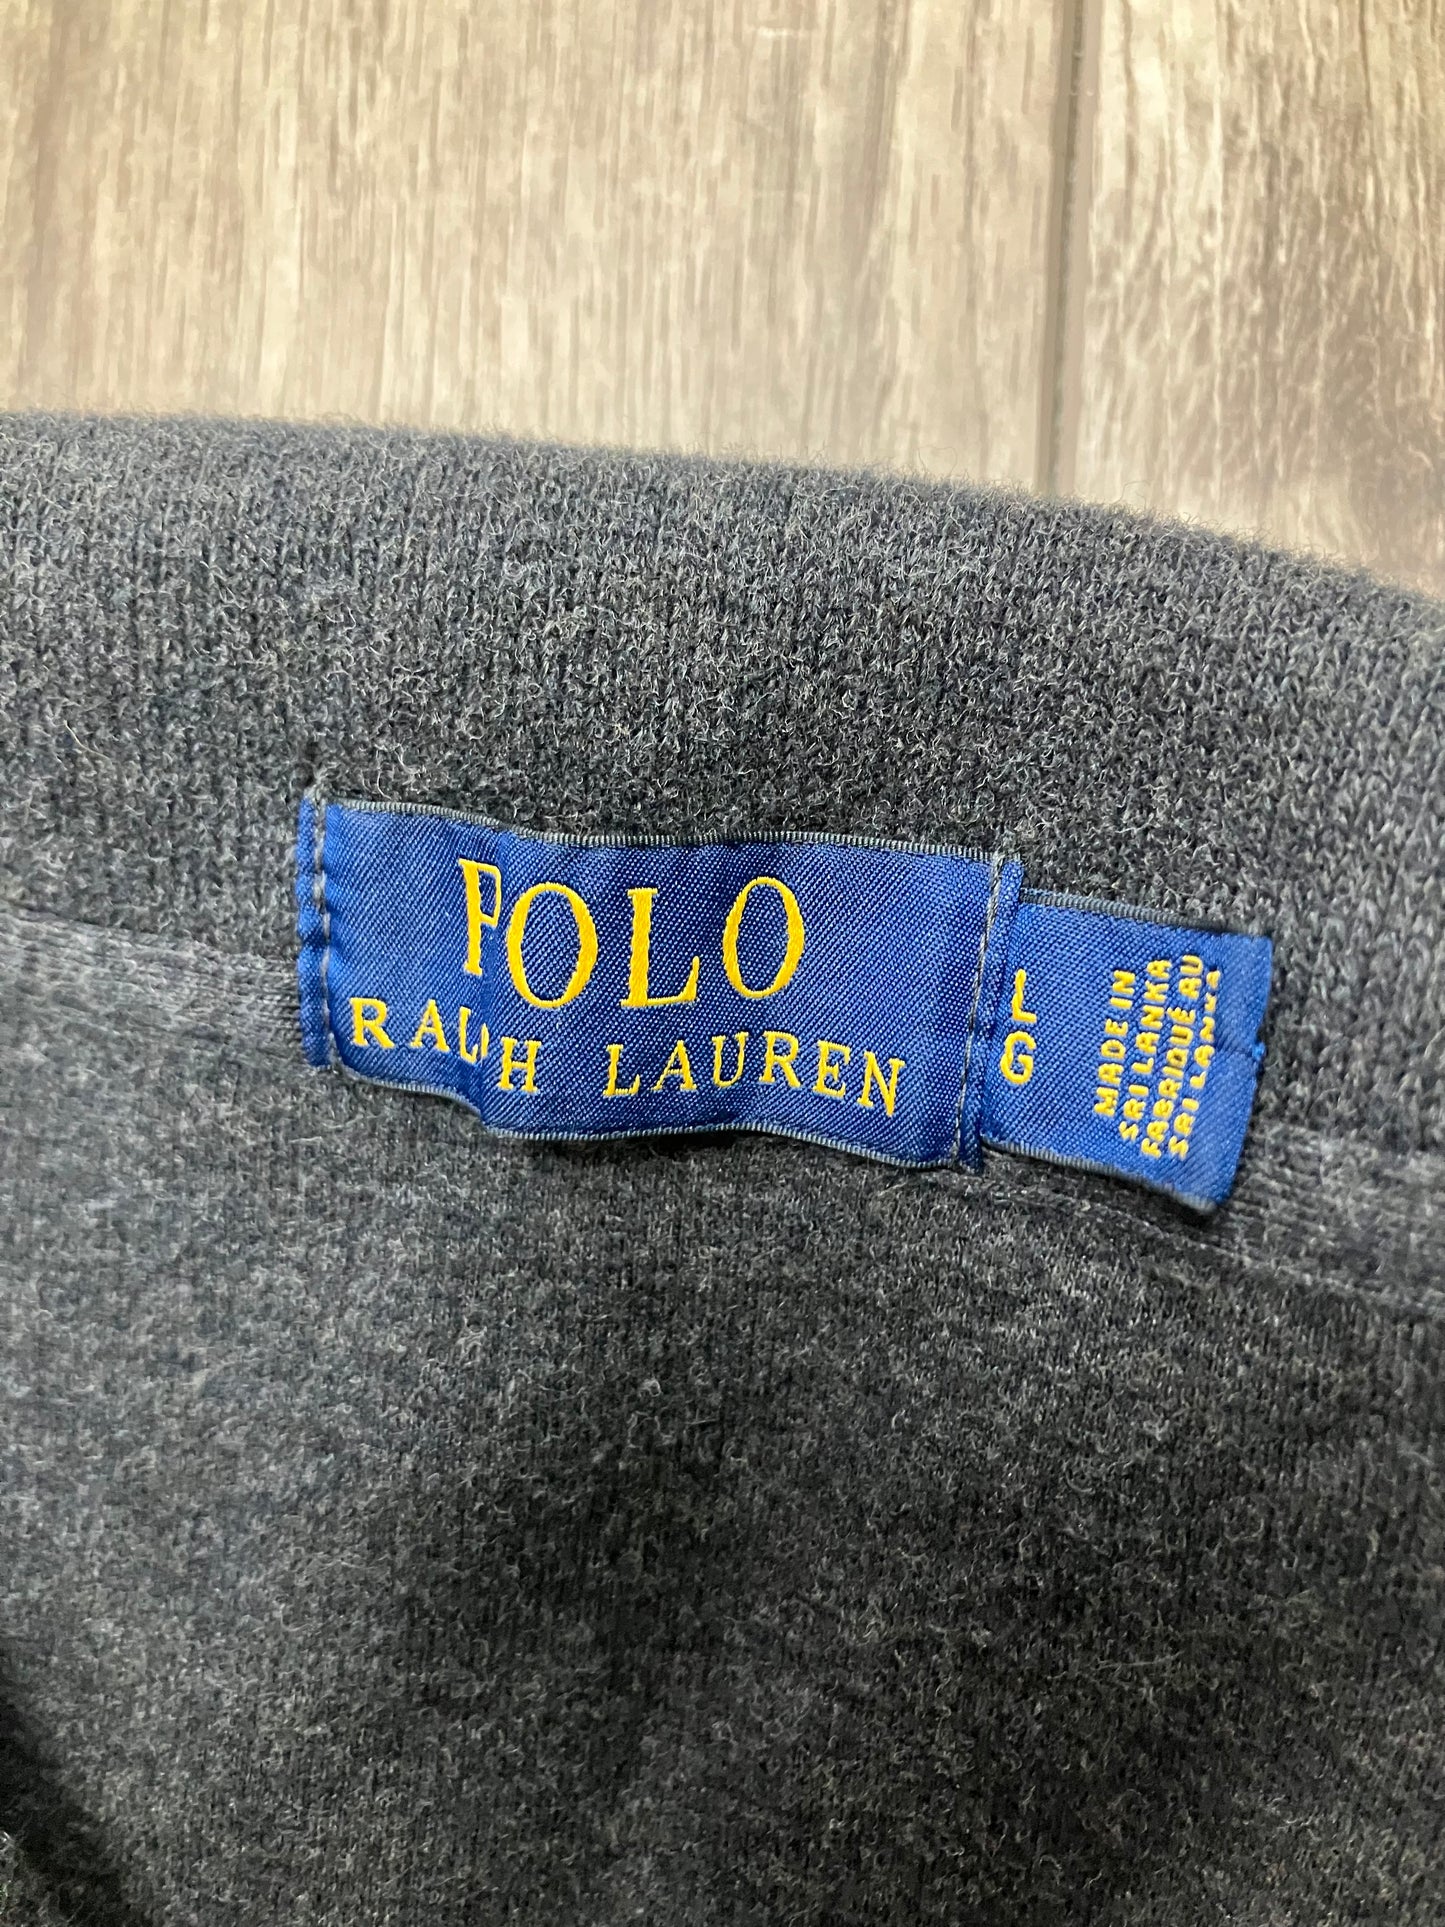 POLO
RALPH LAUREN
L
G
MADE IN
SRI LANKA
FABRIQUÉ AU
SRI LANKA